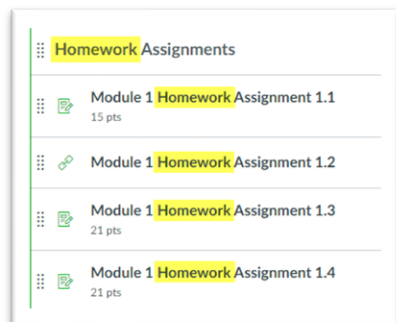 Homework Assignments
Module 1 Homework Assignment 1.1
15 pts
Module 1 Homework Assignment 1.2
Module 1 Homework Assignment 1.3
21 pts
Module 1 Homework Assignment 1.4
21 pts